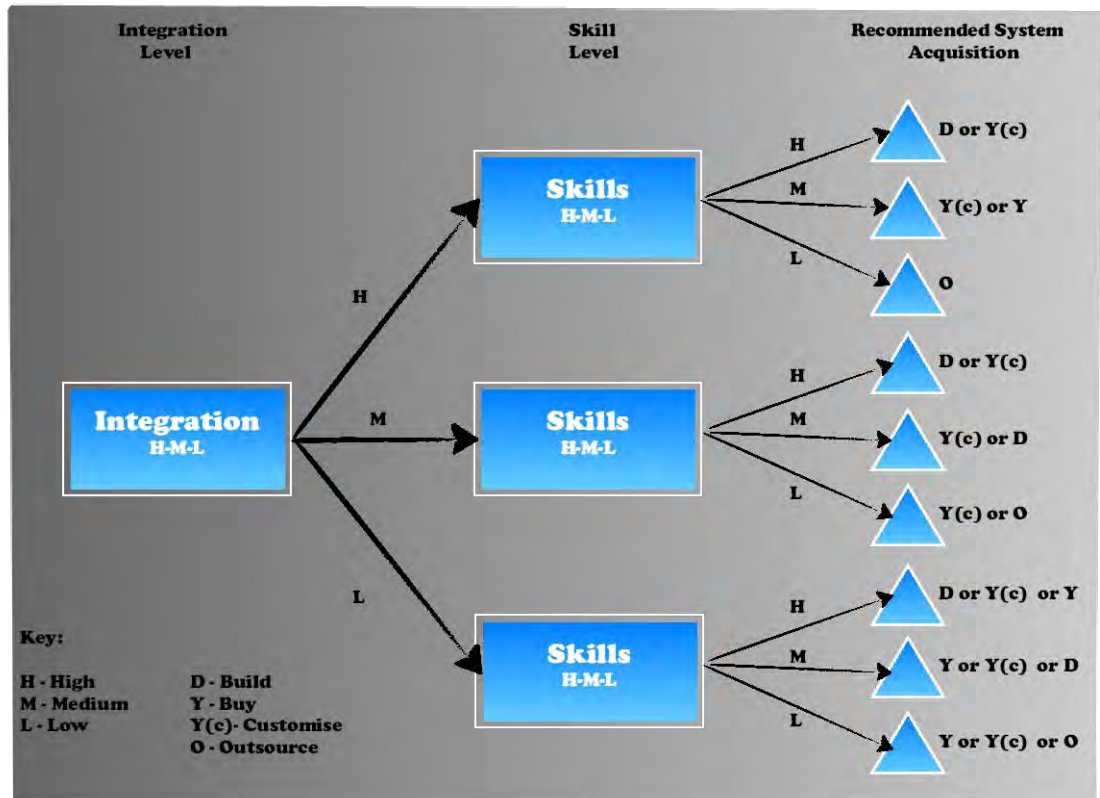 Integration
Level
Skill
Level
Recommended System
Acquisition
H
M
L
Integration
H-M-L
Skills
H-M-L
H
M
L
D or Y(c)
Y(c) or Y
O
Skills
H-M-L
H
M
L
D or Y(c)
Y(c) or D
Y(c) or O
Skills
H-M-L
H
M
L
D or Y(c) or Y
Y or Y(c) or D
Y or Y(c) or O
Key:
H - High
M - Medium
L - Low
D - Build
Y - Buy
Y(c)- Customise
O - Outsource